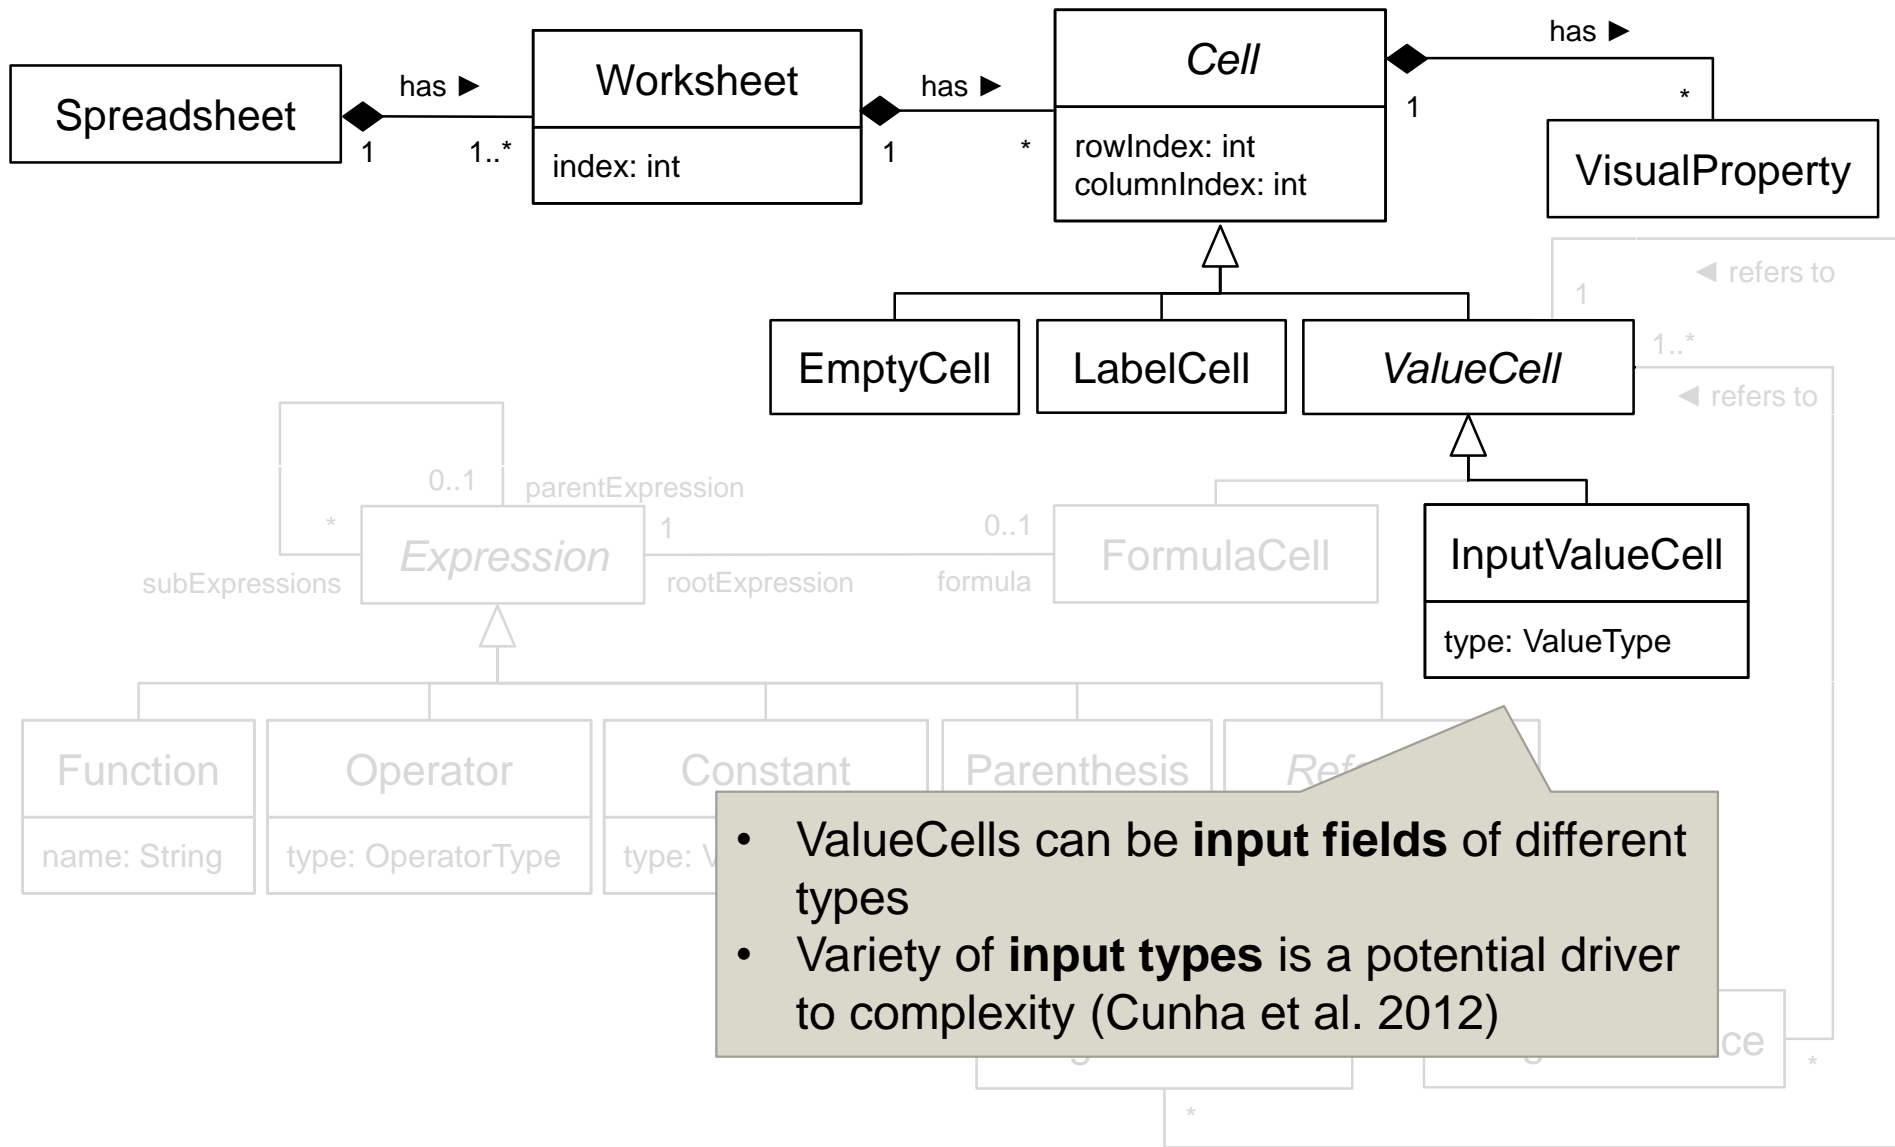 has ►
Cell
Worksheet
has ►
has ►
Spreadsheet
*
1
1
1..*
1
*
index: int
rowIndex: int
columnIndex: int
VisualProperty
◄ refers to
1
EmptyCell
LabelCell
ValueCell
1..*
◄ refers to
0..1
parentExpression
*
1
0..1
Expression
FormulaCell
InputValueCell
subExpressions
rootExpression
formula
type: ValueType
Function
Operator
Constant
Parenthesis
name: String
type: OperatorType
type:
• ValueCells can be input fields of different
types
• Variety of input types is a potential driver
to complexity (Cunha et al. 2012)
*
*